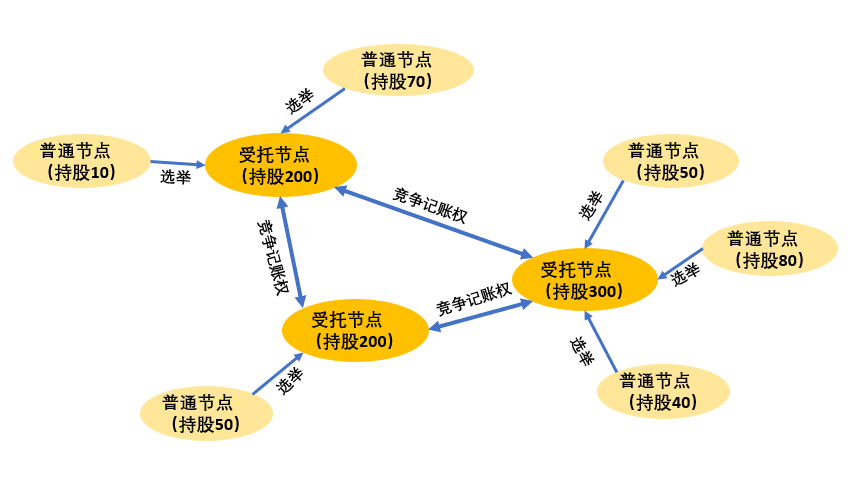 普通节点
（持股70）
选举
普通节点
（持股10）
选举
受托节点
（持股200）
普通节点
（持股50）
选举
竞争记账权
普通节点
（持股80）
选举
竞争记账权
受托节点
（持股300）
竞争记账权
受托节点
（持股200）
选举
普通节点
（持股50）
选举
普通节点
（持股40）